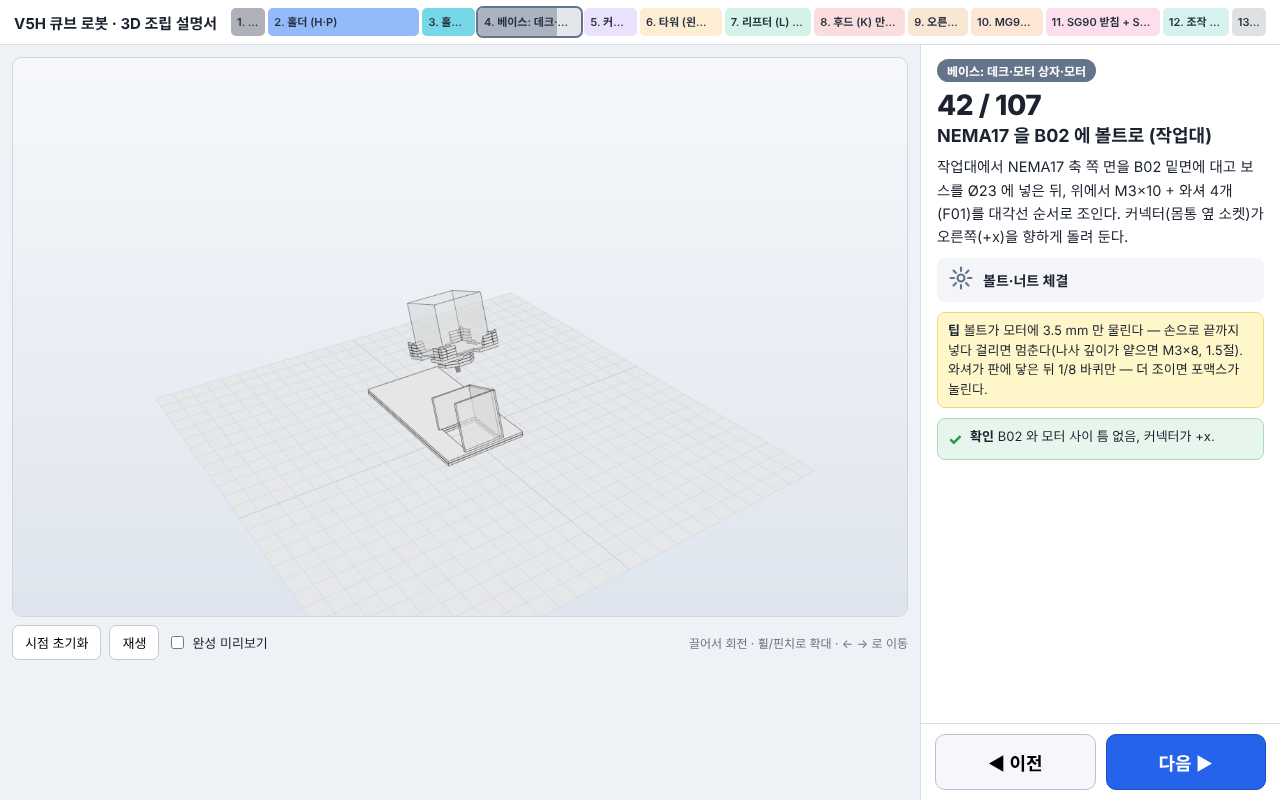 V5H 큐브 로봇 · 3D 조립 설명서
1. ...
2. 홀더 (H·P)
3. 홀...
4. 베이스: 데크·...
5. 커...
6. 타워 (왼...
7. 리프터 (L) ...
8. 후드 (K) 만...
9. 오른...
10. MG9...
11. SG90 받침 + S...
12. 조작 ...
13...
베이스: 데크·모터 상자·모터
42 / 107
NEMA17 을 B02 에 볼트로 (작업대)
작업대에서 NEMA17 축 쪽 면을 B02 밑면에 대고 보
스를 Ø23 에 넣은 뒤, 위에서 M3×10 + 와셔 4개
(F01)를 대각선 순서로 조인다. 커넥터(몸통 옆 소켓)가
오른쪽(+x)을 향하게 돌려 둔다.
볼트·너트 체결
팁 볼트가 모터에 3.5 mm 만 물린다 — 손으로 끝까지
넣다 걸리면 멈춘다(나사 깊이가 얕으면 M3×8, 1.5절).
와셔가 판에 닿은 뒤 1/8 바퀴만 — 더 조이면 포맥스가
눌린다.
✓ 확인 B02 와 모터 사이 틈 없음, 커넥터가 +x.
시점 초기화
재생
완성 미리보기
끌어서 회전 · 휠/핀치로 확대 · ← → 로 이동
◀ 이전
다음 ▶